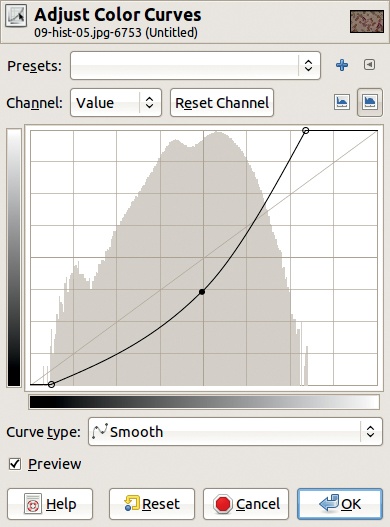 Adjust Color Curves
09-hist-05.jpg-6753 (Untitled)
Presets:
Channel: Value Reset Channel
Curve type: Smooth
Preview
Help Reset Cancel OK